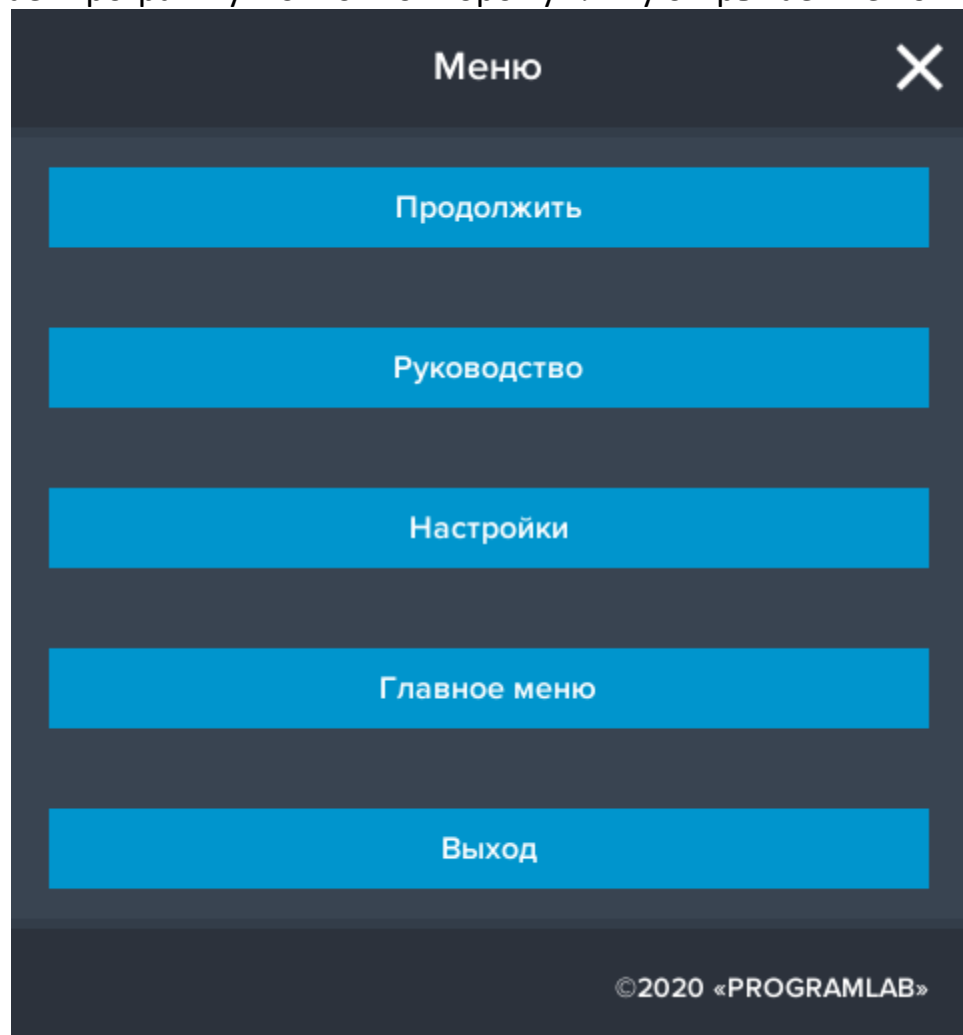 Меню
Продолжить
Руководство
Настройки
Главное меню
Выход
©2020 «PROGRAMLAB»